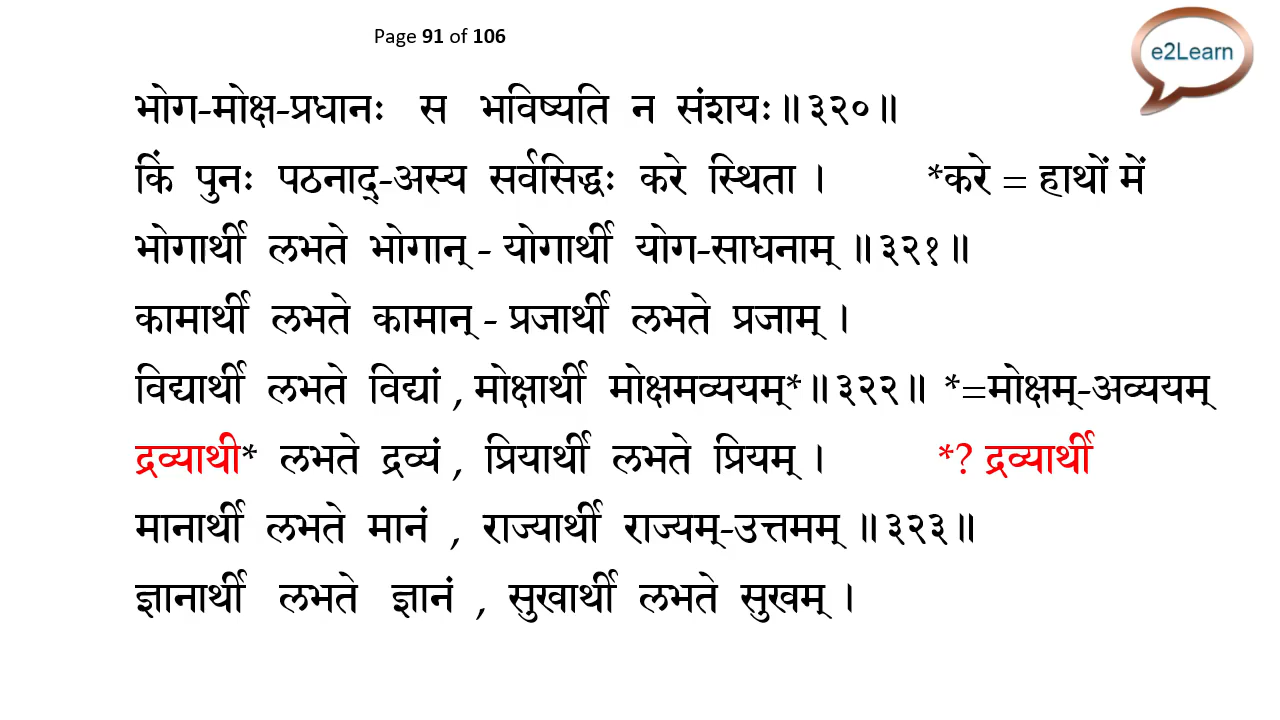 Page 91 of 106
e2Learn
भोग-मोक्ष-प्रधानः स भविष्यति न संशयः॥३२०॥
किं पुनः पठनाद्-अस्य सर्वसिद्धः करे स्थिता । *करे = हाथों में
भोगार्थी लभते भोगान् - योगार्थी योग-साधनाम् ॥३२१॥
कामार्थी लभते कामान् - प्रजार्थी लभते प्रजाम् ।
विद्यार्थी लभते विद्यां , मोक्षार्थी मोक्षमव्ययम्*॥३२२॥ *=मोक्षम्-अव्ययम्
द्रव्याथी* लभते द्रव्यं , प्रियार्थी लभते प्रियम् । *? द्रव्यार्थी
मानार्थी लभते मानं , राज्यार्थी राज्यम्-उत्तमम् ॥३२३॥
ज्ञानार्थी लभते ज्ञानं , सुखार्थी लभते सुखम् ।